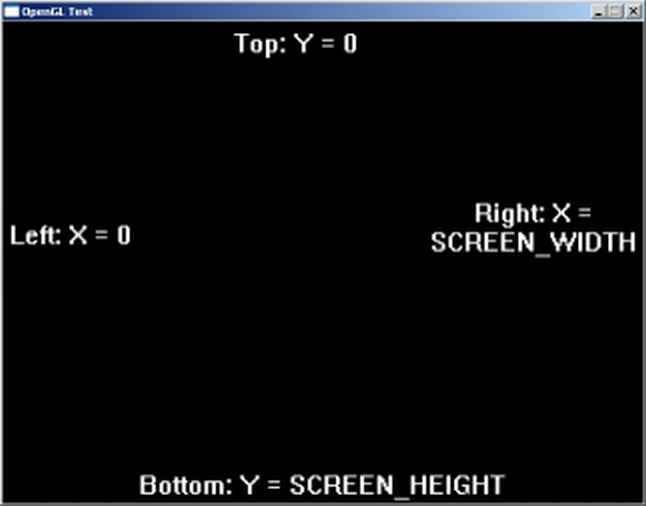 OpenGL Test
Top: Y = 0
Left: X = 0
Right: X =
SCREEN_WIDTH
Bottom: Y = SCREEN_HEIGHT